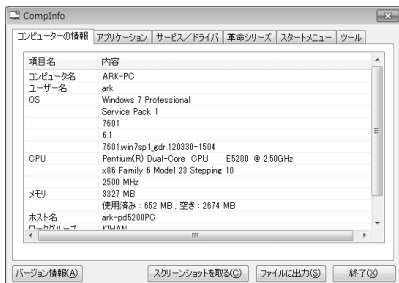 CompInfo
コンピューターの情報 アプリケーション サービス／ドライバ 革命シリーズ スタートメニュー ツール
項目名 内容
コンピュータ名 ARK-PC
ユーザー名 ark
OS Windows 7 Professional
Service Pack 1
7601
6.1
7601.win7sp1_gdr.120330-1504
CPU Pentium(R) Dual-Core CPU E5200 @ 2.50GHz
x86 Family 6 Model 23 Stepping 10
2500 MHz
メモリ 3327 MB
使用済み : 652 MB , 空き : 2674 MB
ホスト名 ark-pd5200PC
ワークグループ
バージョン情報(A) スクリーンショットを取る(C) ファイルに出力(S) 終了(X)